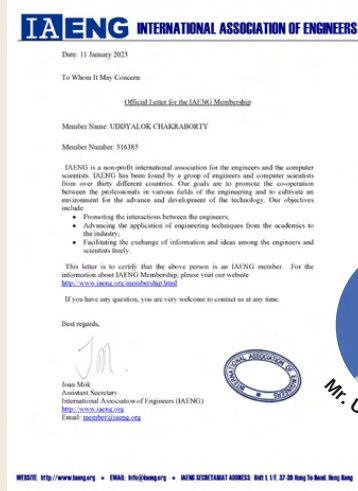 IAENG INTERNATIONAL ASSOCIATION OF ENGINEERS
Date: 11 January 2023
To Whom It May Concern
Official Letter for the IAENG Membership
Member Name: UDDYALOK CHAKRABORTY
Member Number: 316385
IAENG is a non-profit international association for the engineers and the computer
scientists. IAENG has been found by a group of engineers and computer scientists
from over thirty different countries. Our goals are to promote the co-operation
between the professionals in various fields of the engineering and to cultivate an
environment for the advance and development of the technology. Our objectives
include:
• Promoting the interactions between the engineers;
• Advancing the application of engineering techniques from the academics to
the industry;
• Facilitating the exchange of information and ideas among the engineers and
scientists freely.
This letter is to certify that the above person is an IAENG member. For the
information about IAENG Membership, please visit our website
http://www.iaeng.org/membership.html
If you have any question, you are very welcome to contact us at any time.
Best regards,
Joan Mok
Assistant Secretary
International Association of Engineers (IAENG)
http://www.iaeng.org
Email: member@iaeng.org
INTERNATIONAL ASSOCIATION OF ENGINEERS
Mr. U
WEBSITE: http://www.iaeng.org • EMAIL: info@iaeng.org • IAENG SECRETARIAT ADDRESS: Unit 1, 1/F, 37-39 Hung To Road, Hong Kong